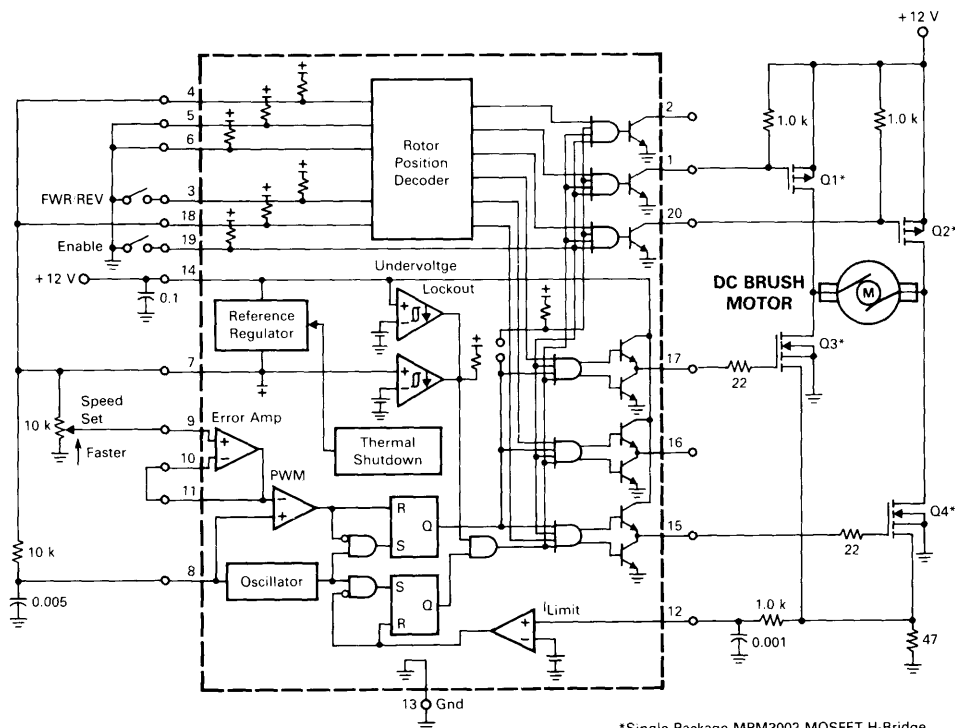 +12 V
4
5
6
FWR/REV
3
18
Enable
19
+12 V
14
0.1
Rotor
Position
Decoder
2
1
20
1.0 k
1.0 k
Q1*
Q2*
DC BRUSH
MOTOR
M
Undervoltge
Lockout
Reference
Regulator
7
Speed
Set
10 k
Faster
9
10
11
Error Amp
Thermal
Shutdown
PWM
17
22
Q3*
16
R
Q
S
15
22
Q4*
10 k
8
0.005
Oscillator
S
Q
R
ILimit
12
1.0 k
0.001
47
13 Gnd
*Single Package MPM3002 MOSFET H-Bridge